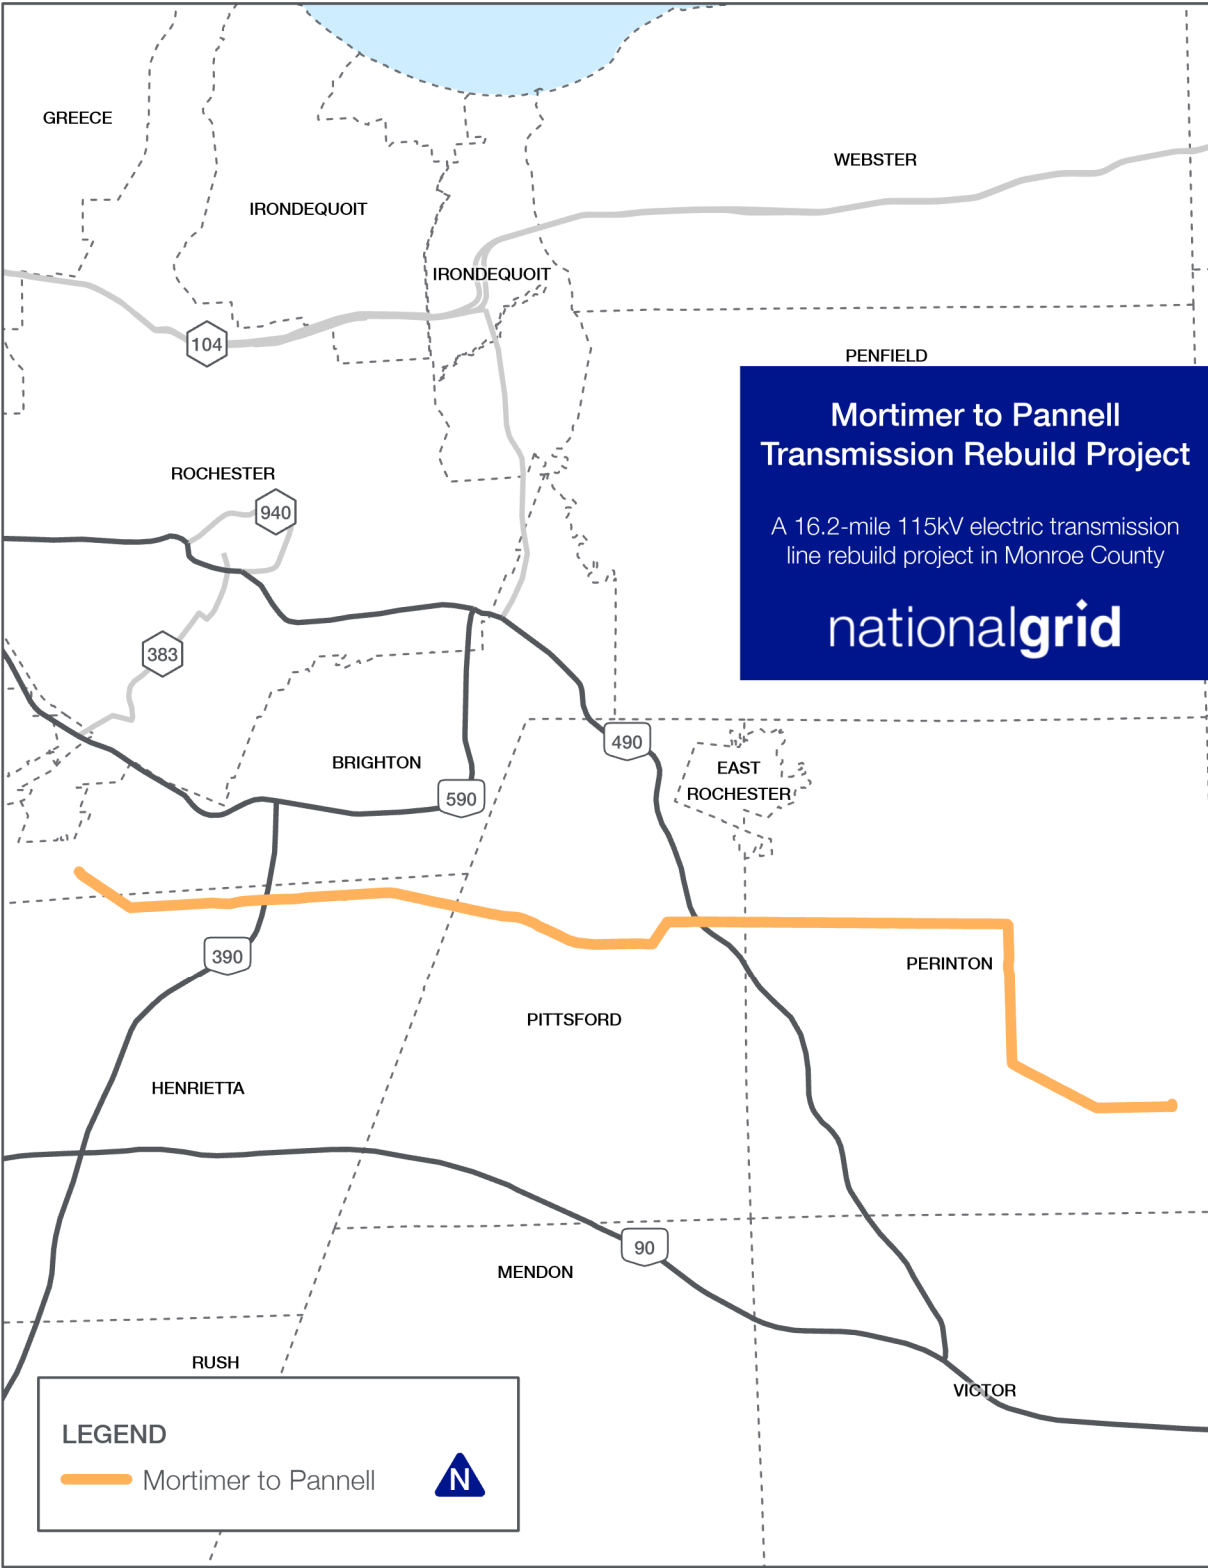 GREECE
WEBSTER
IRONDEQUOIT
IRONDEQUOIT
104
PENFIELD
Mortimer to Pannell
Transmission Rebuild Project
A 16.2-mile 115kV electric transmission
line rebuild project in Monroe County
nationalgrid
ROCHESTER
940
383
490
BRIGHTON
EAST
ROCHESTER
590
390
PERINTON
PITTSFORD
HENRIETTA
90
MENDON
RUSH
VICTOR
LEGEND
Mortimer to Pannell
N